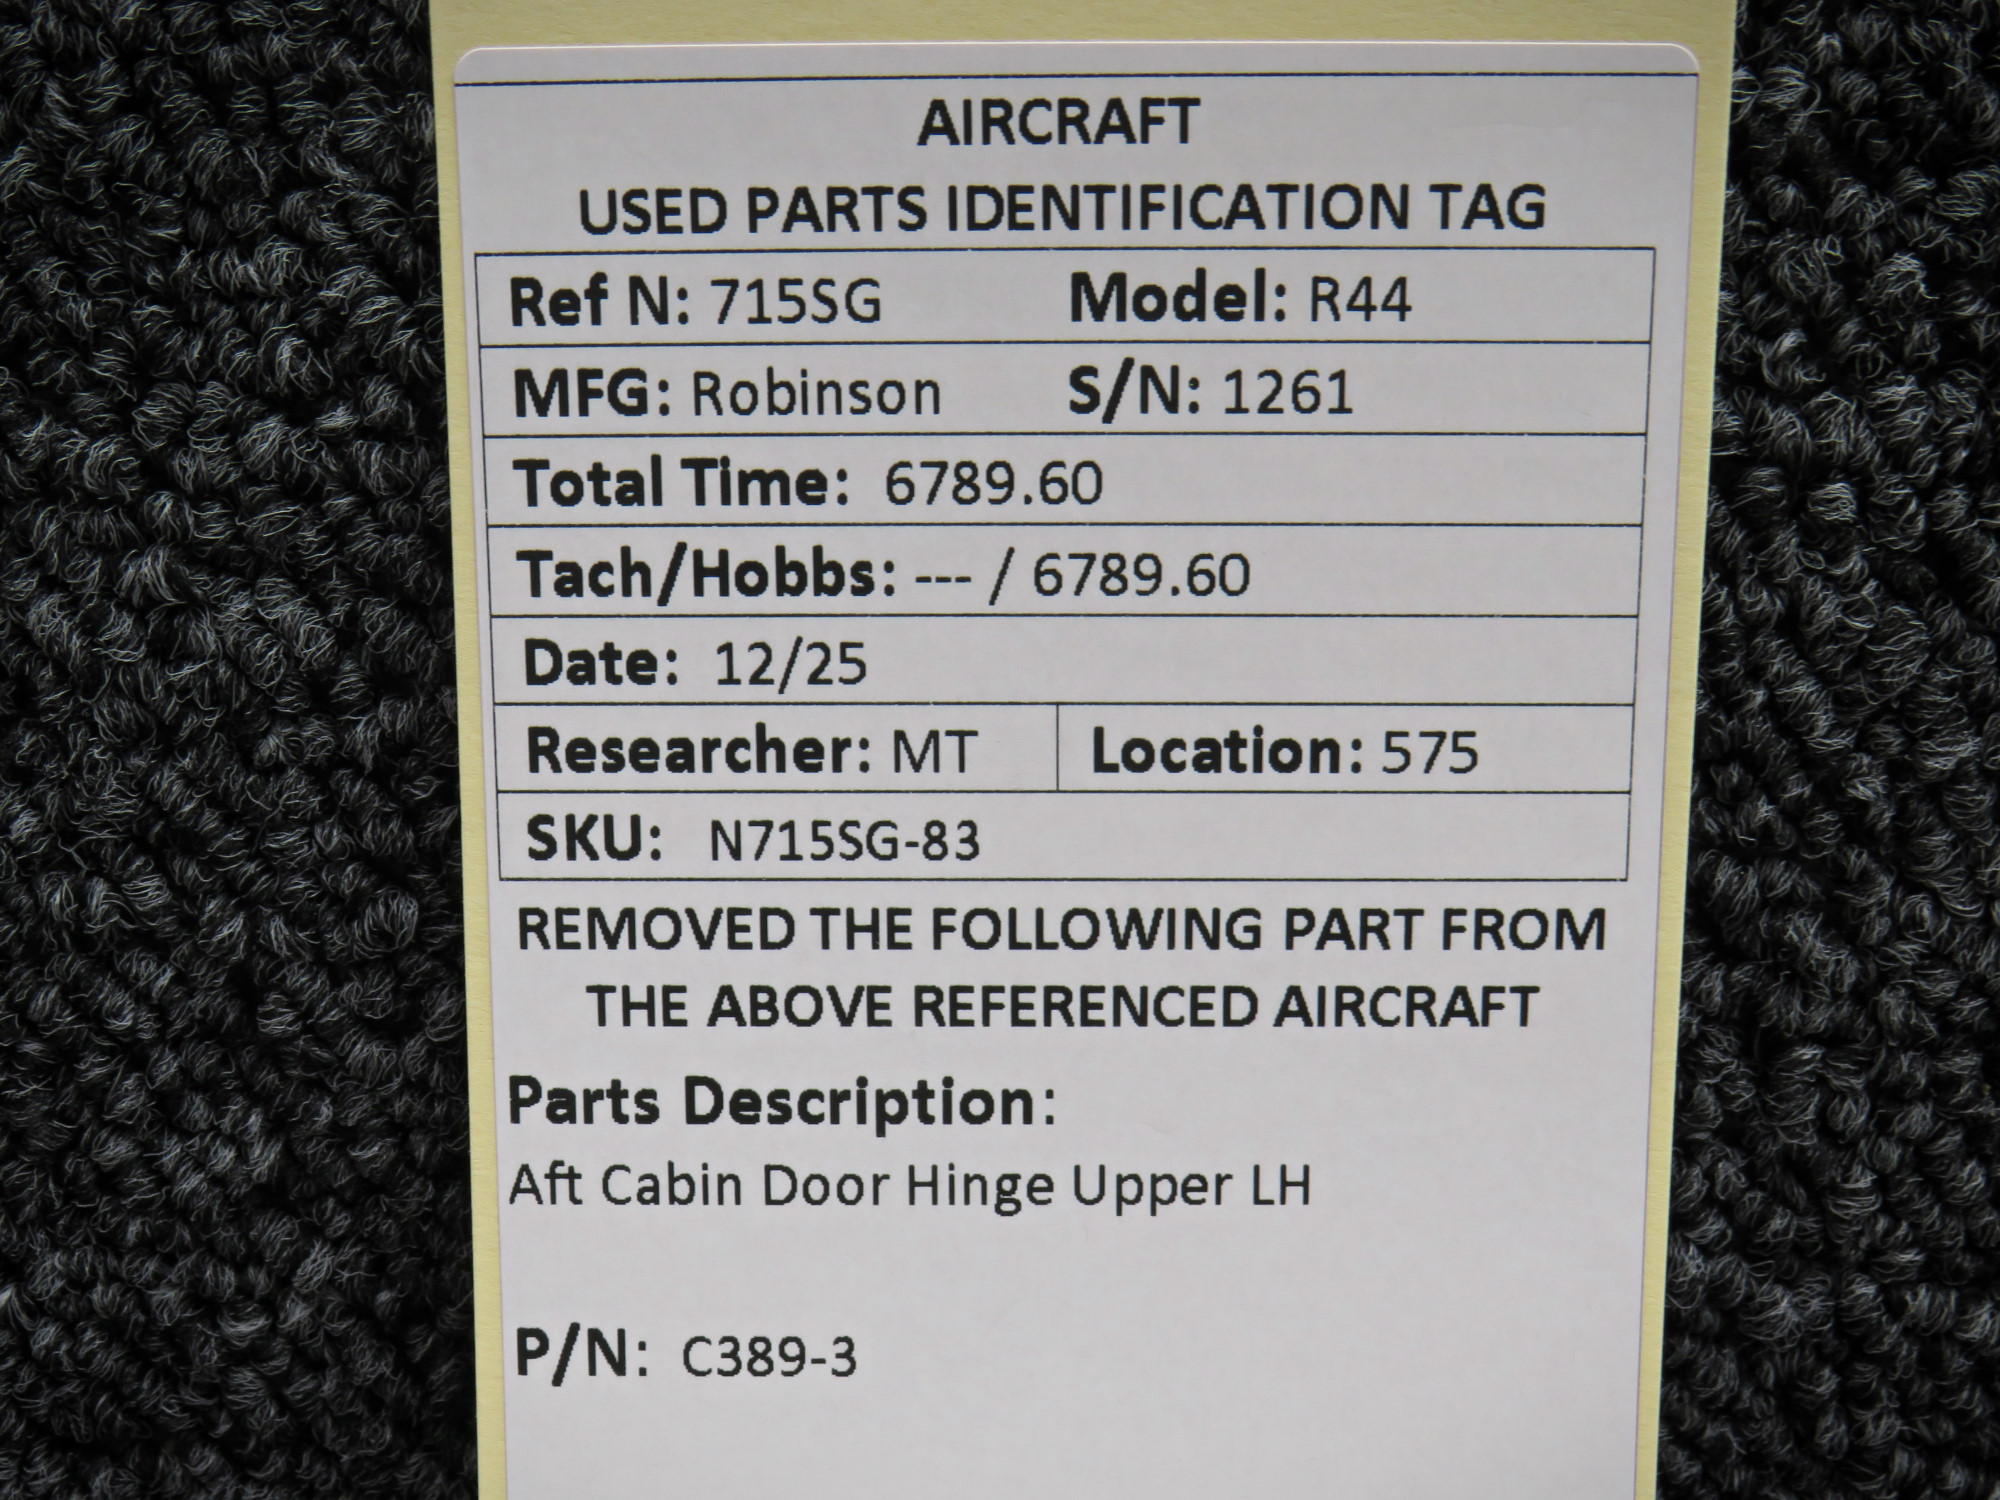 AIRCRAFT
USED PARTS IDENTIFICATION TAG
Ref N: 715SG Model: R44
MFG: Robinson S/N: 1261
Total Time: 6789.60
Tach/Hobbs: --- / 6789.60
Date: 12/25
Researcher: MT Location: 575
SKU: N715SG-83
REMOVED THE FOLLOWING PART FROM
THE ABOVE REFERENCED AIRCRAFT
Parts Description:
Aft Cabin Door Hinge Upper LH
P/N: C389-3